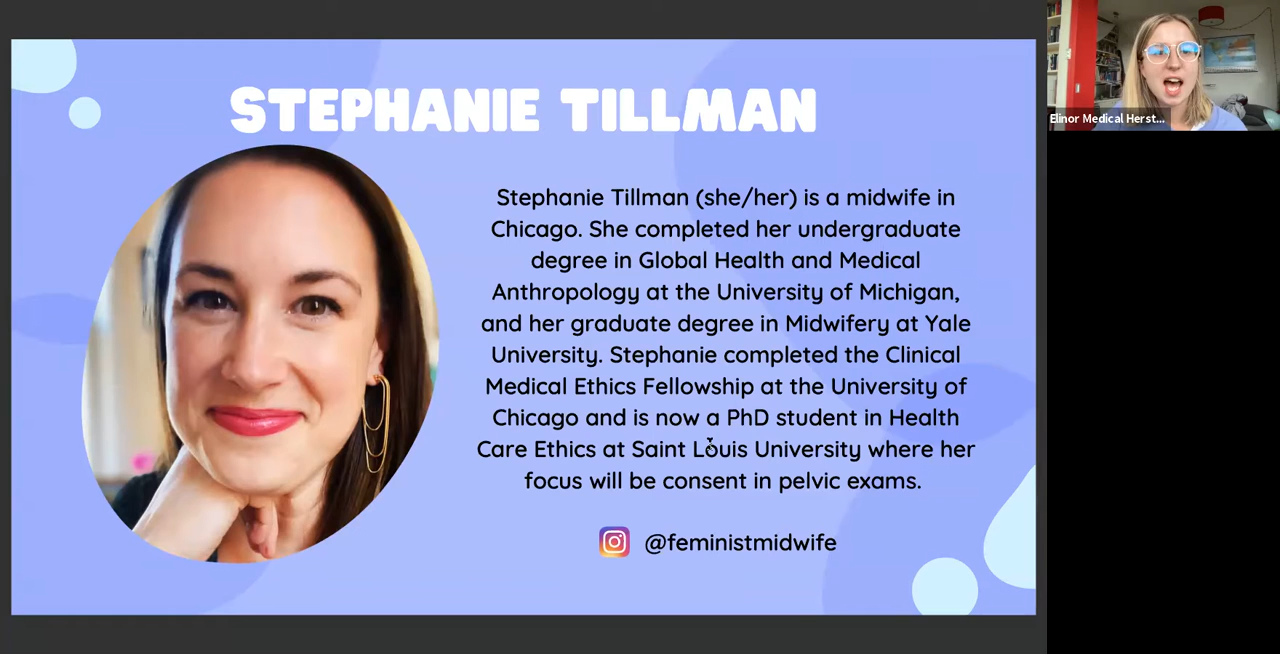 STEPHANIE TILLMAN
Stephanie Tillman (she/her) is a midwife in
Chicago. She completed her undergraduate
degree in Global Health and Medical
Anthropology at the University of Michigan,
and her graduate degree in Midwifery at Yale
University. Stephanie completed the Clinical
Medical Ethics Fellowship at the University of
Chicago and is now a PhD student in Health
Care Ethics at Saint Louis University where her
focus will be consent in pelvic exams.
@feministmidwife
Elinor Medical Herst...